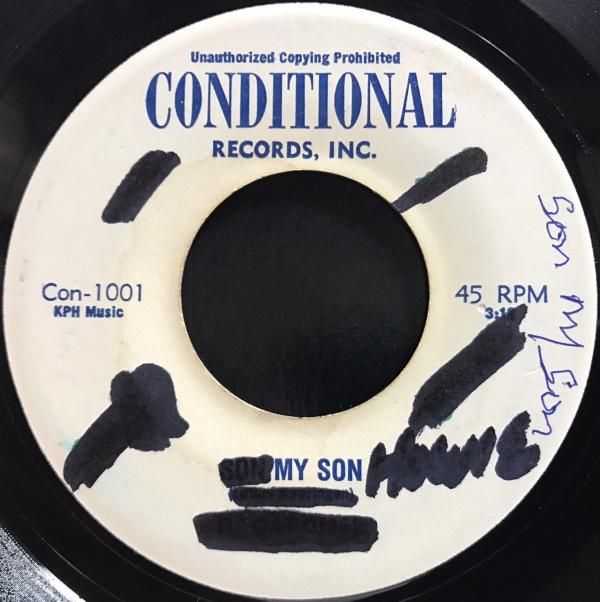 Unauthorized Copying Prohibited
CONDITIONAL
RECORDS, INC.
Con-1001
KPH Music
45 RPM
SON MY SON
Son My Son